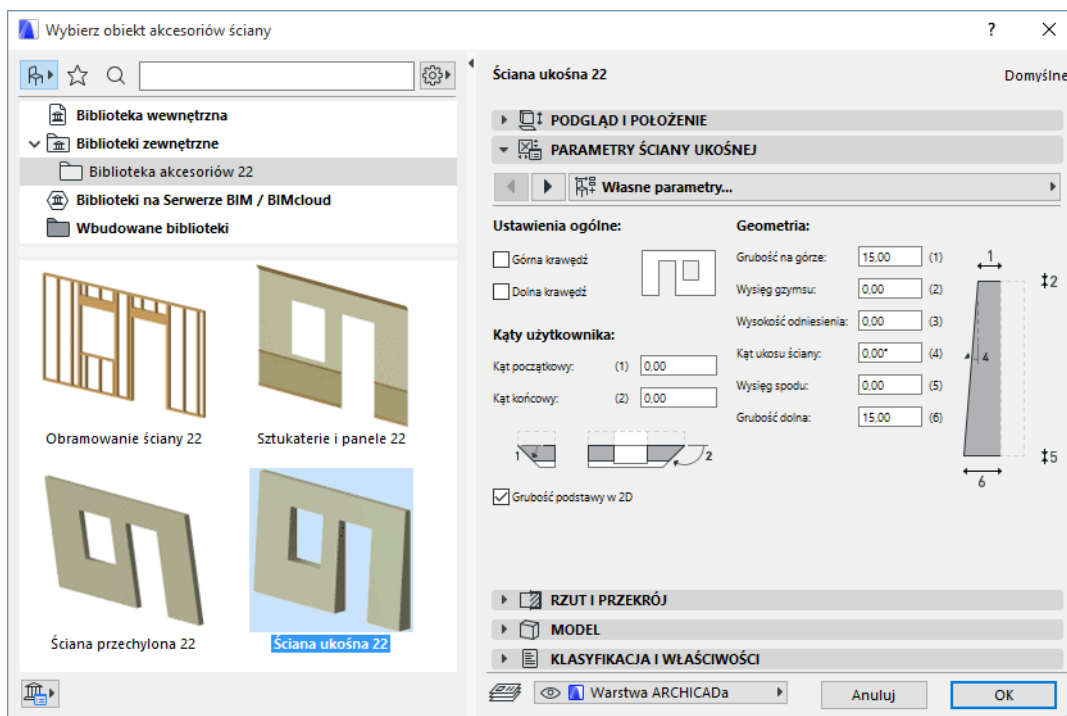 Wybierz obiekt akcesoriów ściany
?
Biblioteka wewnętrzna
Biblioteki zewnętrzne
Biblioteka akcesoriów 22
Biblioteki na Serwerze BIM / BIMcloud
Wbudowane biblioteki
Obramowanie ściany 22
Sztukaterie i panele 22
Ściana przechylona 22
Ściana ukośna 22
Ściana ukośna 22
Domyślne
PODGLĄD I POŁOŻENIE
PARAMETRY ŚCIANY UKOŚNEJ
Własne parametry...
Ustawienia ogólne:
Górna krawędź
Dolna krawędź
Kąty użytkownika:
Kąt początkowy: (1) 0,00
Kąt końcowy: (2) 0,00
1
2
Grubość podstawy w 2D
Geometria:
Grubość na górze: 15,00 (1)
Wysięg gzymsu: 0,00 (2)
Wysokość odniesienia: 0,00 (3)
Kąt ukosu ściany: 0,00° (4)
Wysięg spodu: 0,00 (5)
Grubość dolna: 15,00 (6)
1
2
4
5
6
RZUT I PRZEKRÓJ
MODEL
KLASYFIKACJA I WŁAŚCIWOŚCI
Warstwa ARCHICADa
Anuluj
OK